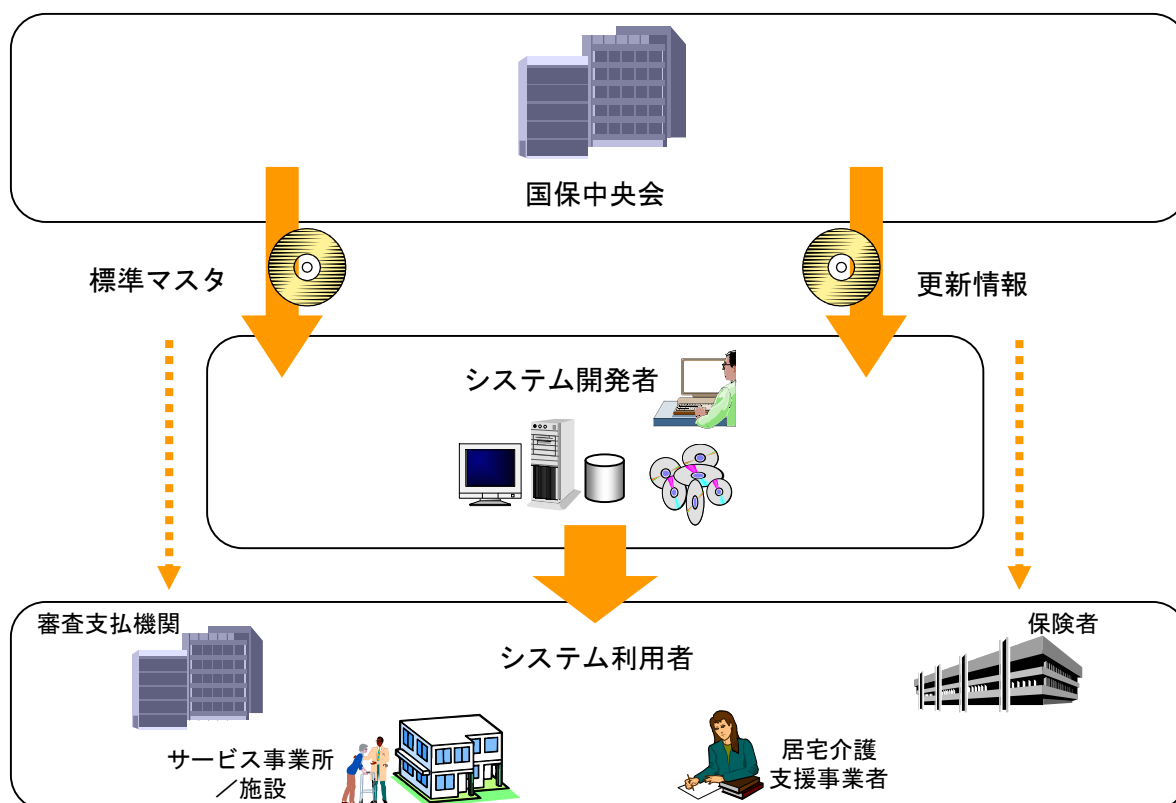 国保中央会
標準マスタ
更新情報
システム開発者
審査支払機関
保険者
システム利用者
サービス事業所
／施設
居宅介護
支援事業者